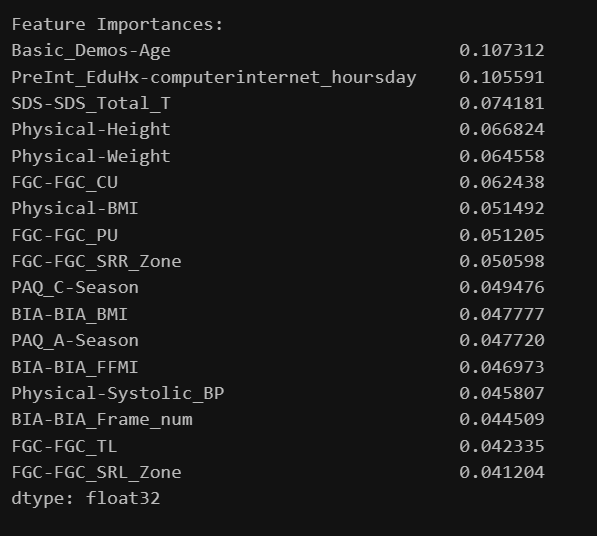 Feature Importances:
Basic_Demos-Age 0.107312
PreInt_EduHx-computerinternet_hoursday 0.105591
SDS-SDS_Total_T 0.074181
Physical-Height 0.066824
Physical-Weight 0.064558
FGC-FGC_CU 0.062438
Physical-BMI 0.051492
FGC-FGC_PU 0.051205
FGC-FGC_SRR_Zone 0.050598
PAQ_C-Season 0.049476
BIA-BIA_BMI 0.047777
PAQ_A-Season 0.047720
BIA-BIA_FFMI 0.046973
Physical-Systolic_BP 0.045807
BIA-BIA_Frame_num 0.044509
FGC-FGC_TL 0.042335
FGC-FGC_SRL_Zone 0.041204
dtype: float32